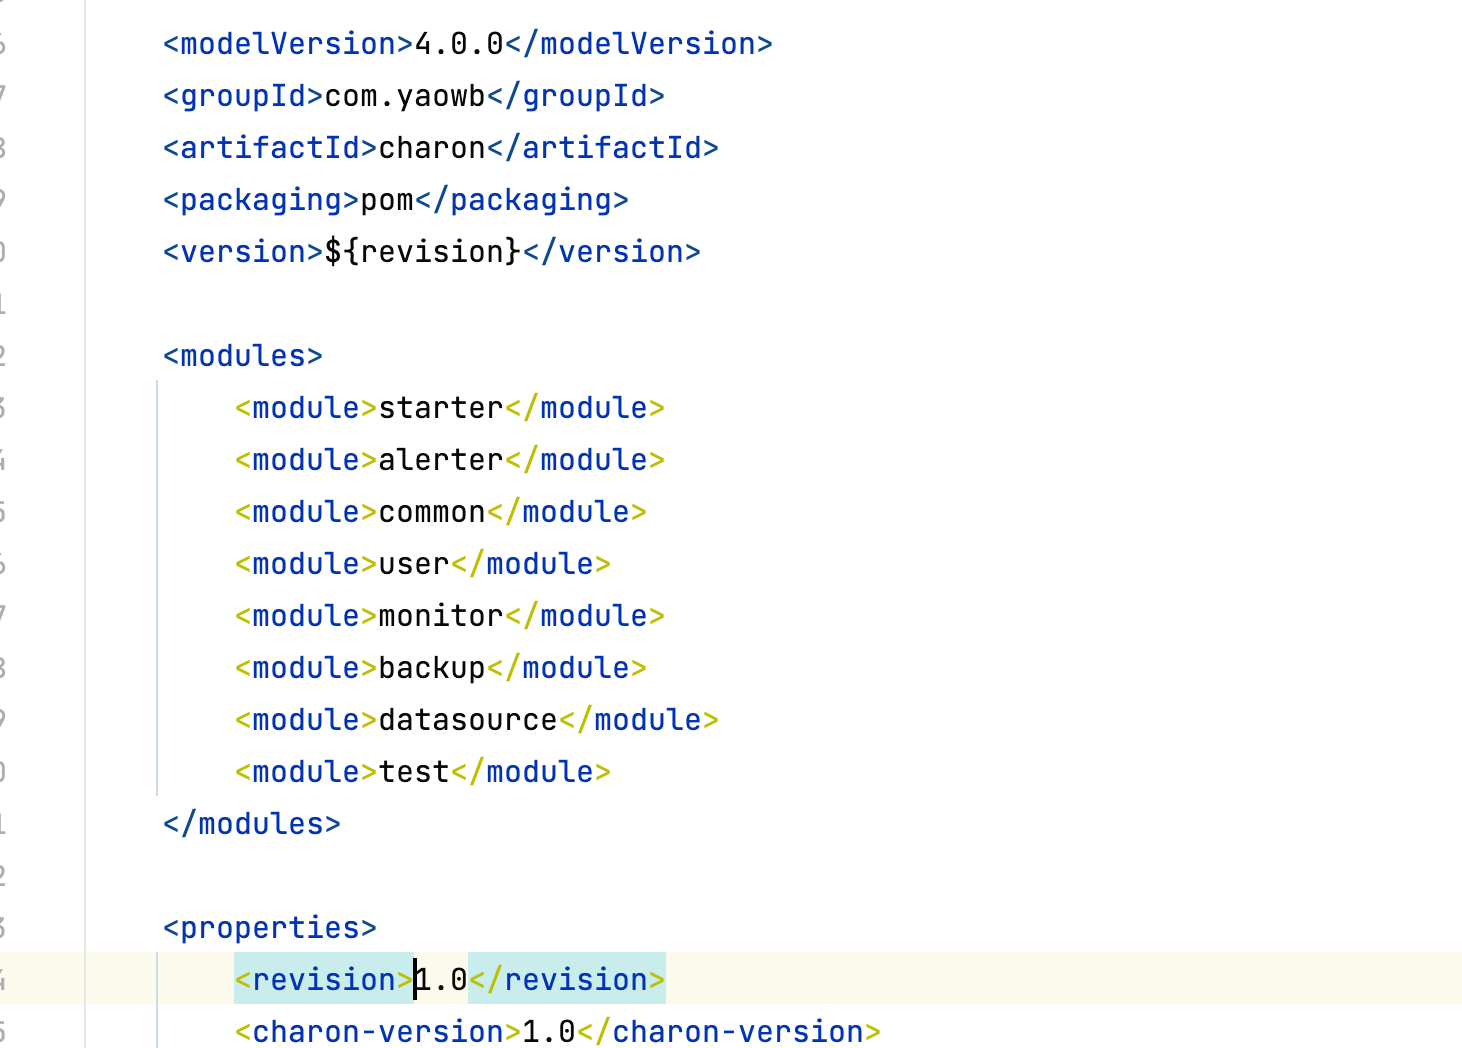 <modelVersion>4.0.0</modelVersion>
<groupId>com.yaowb</groupId>
<artifactId>charon</artifactId>
<packaging>pom</packaging>
<version>${revision}</version>
<modules>
<module>starter</module>
<module>alerter</module>
<module>common</module>
<module>user</module>
<module>monitor</module>
<module>backup</module>
<module>datasource</module>
<module>test</module>
</modules>
<properties>
<revision>1.0</revision>
<charon-version>1.0</charon-version>